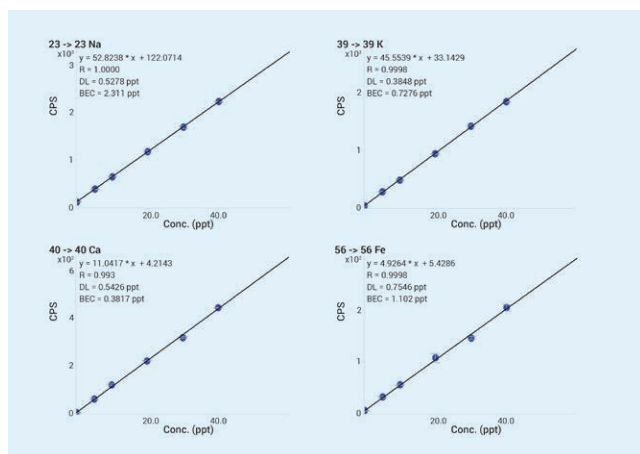 23 -> 23 Na
x10³
y = 52.8238 * x + 122.0714
R = 1.0000
DL = 0.5278 ppt
BEC = 2.311 ppt
3
2
1
0
CPS
20.0
40.0
Conc. (ppt)
39 -> 39 K
x10³
y = 45.5539 * x + 33.1429
R = 0.9998
DL = 0.3848 ppt
BEC = 0.7276 ppt
2
1
0
CPS
20.0
40.0
Conc. (ppt)
40 -> 40 Ca
y = 11.0417 * x + 4.2143
R = 0.993
DL = 0.5426 ppt
BEC = 0.3817 ppt
6
4
2
0
CPS
20.0
40.0
Conc. (ppt)
56 -> 56 Fe
y = 4.9264 * x + 5.4286
R = 0.9998
DL = 0.7546 ppt
BEC = 1.102 ppt
2
1
0
CPS
20.0
40.0
Conc. (ppt)